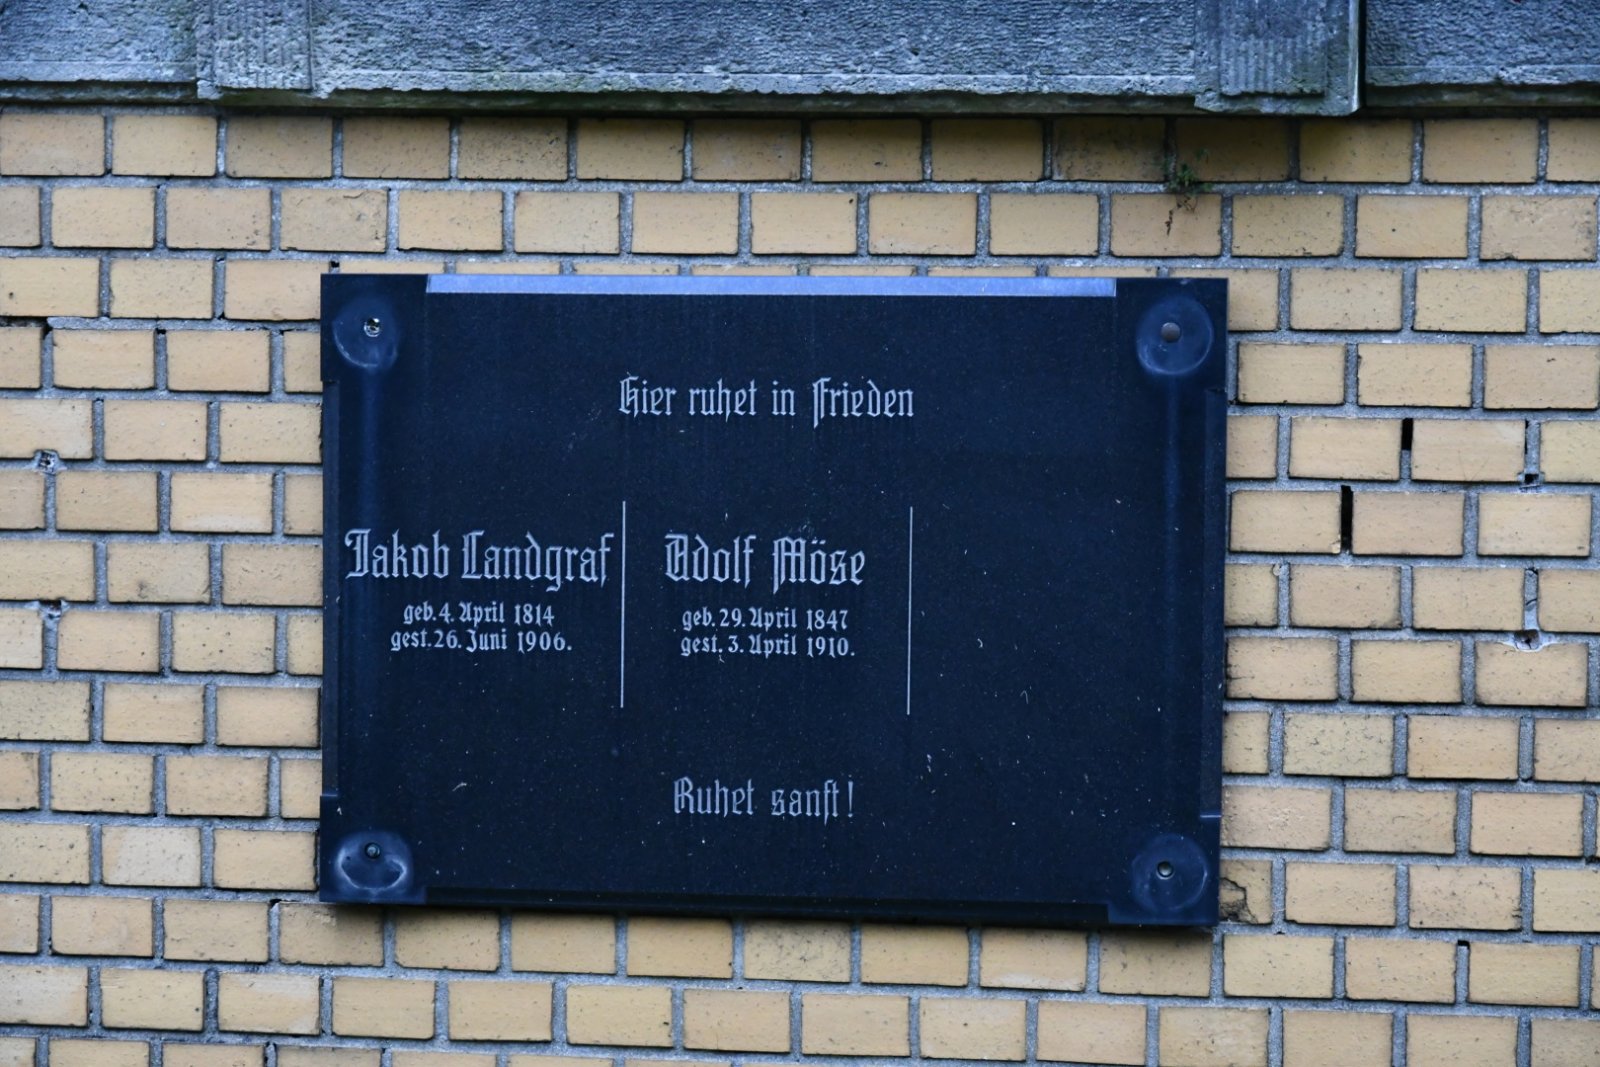 Hier ruhet in Frieden
Jakob Landgraf
geb. 4. April 1814
gest. 26. Juni 1906.
Adolf Möse
geb. 29. April 1847
gest. 3. April 1910.
Ruhet sanft!